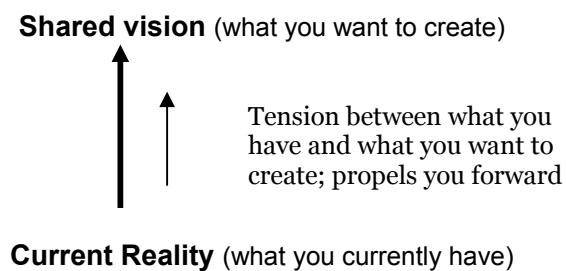 Shared vision (what you want to create)
Tension between what you
have and what you want to
create; propels you forward
Current Reality (what you currently have)